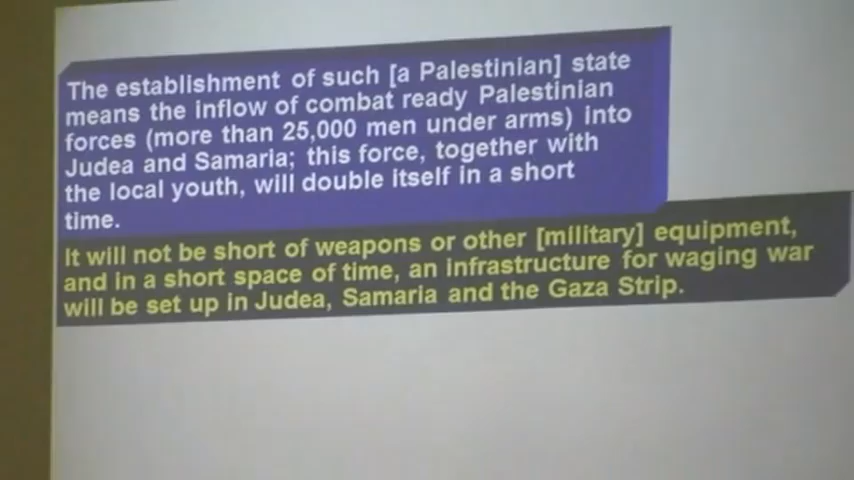 The establishment of such [a Palestinian] state
means the inflow of combat ready Palestinian
forces (more than 25,000 men under arms) into
Judea and Samaria; this force, together with
the local youth, will double itself in a short
time.
It will not be short of weapons or other [military] equipment,
and in a short space of time, an infrastructure for waging war
will be set up in Judea, Samaria and the Gaza Strip.